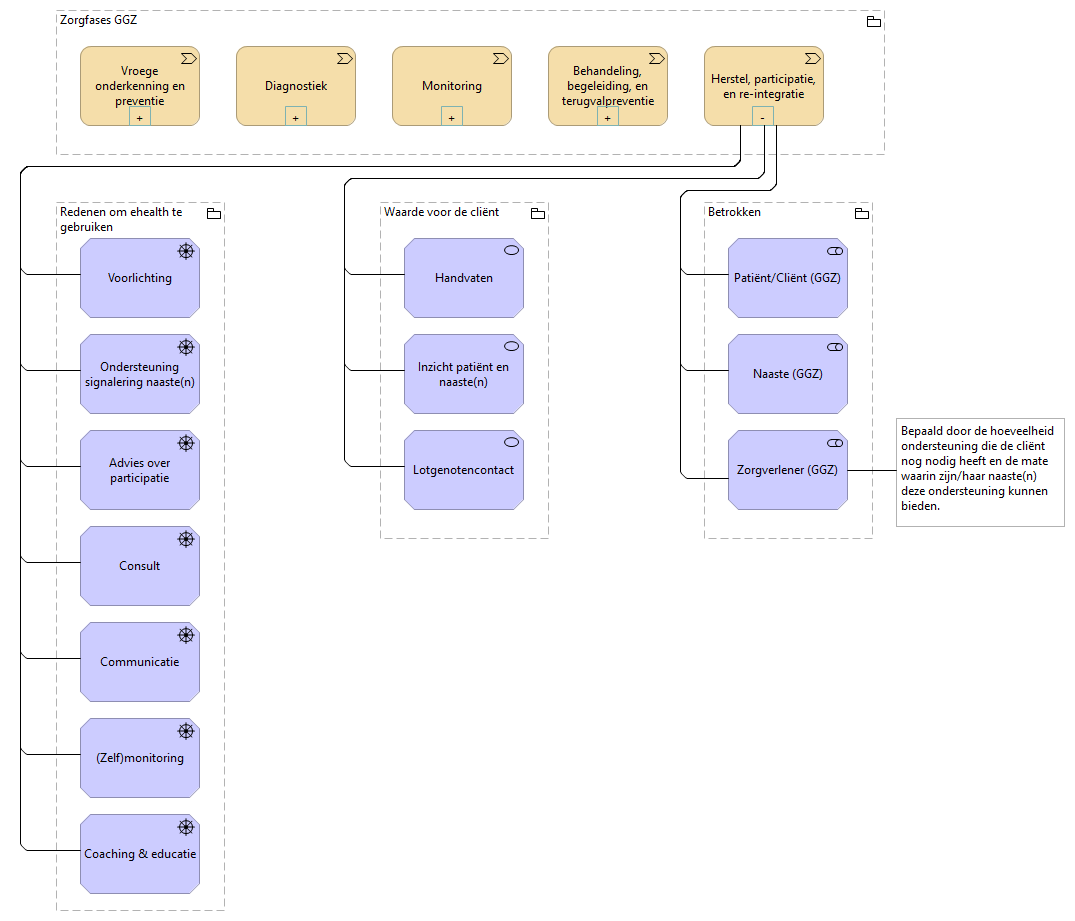 Zorgfases GGZ
Vroege
onderkenning en
preventie
+
Diagnostiek
+
Monitoring
+
Behandeling,
begeleiding, en
terugvalpreventie
+
Herstel, participatie,
en re-integratie
-
Redenen om ehealth te
gebruiken
Voorlichting
Ondersteuning
signalering naaste(n)
Advies over
participatie
Consult
Communicatie
(Zelf)monitoring
Coaching & educatie
Waarde voor de cliënt
Handvaten
Inzicht patiënt en
naaste(n)
Lotgenotencontact
Betrokken
Patiënt/Cliënt (GGZ)
Naaste (GGZ)
Zorgverlener (GGZ)
Bepaald door de hoeveelheid
ondersteuning die de cliënt
nog nodig heeft en de mate
waarin zijn/haar naaste(n)
deze ondersteuning kunnen
bieden.